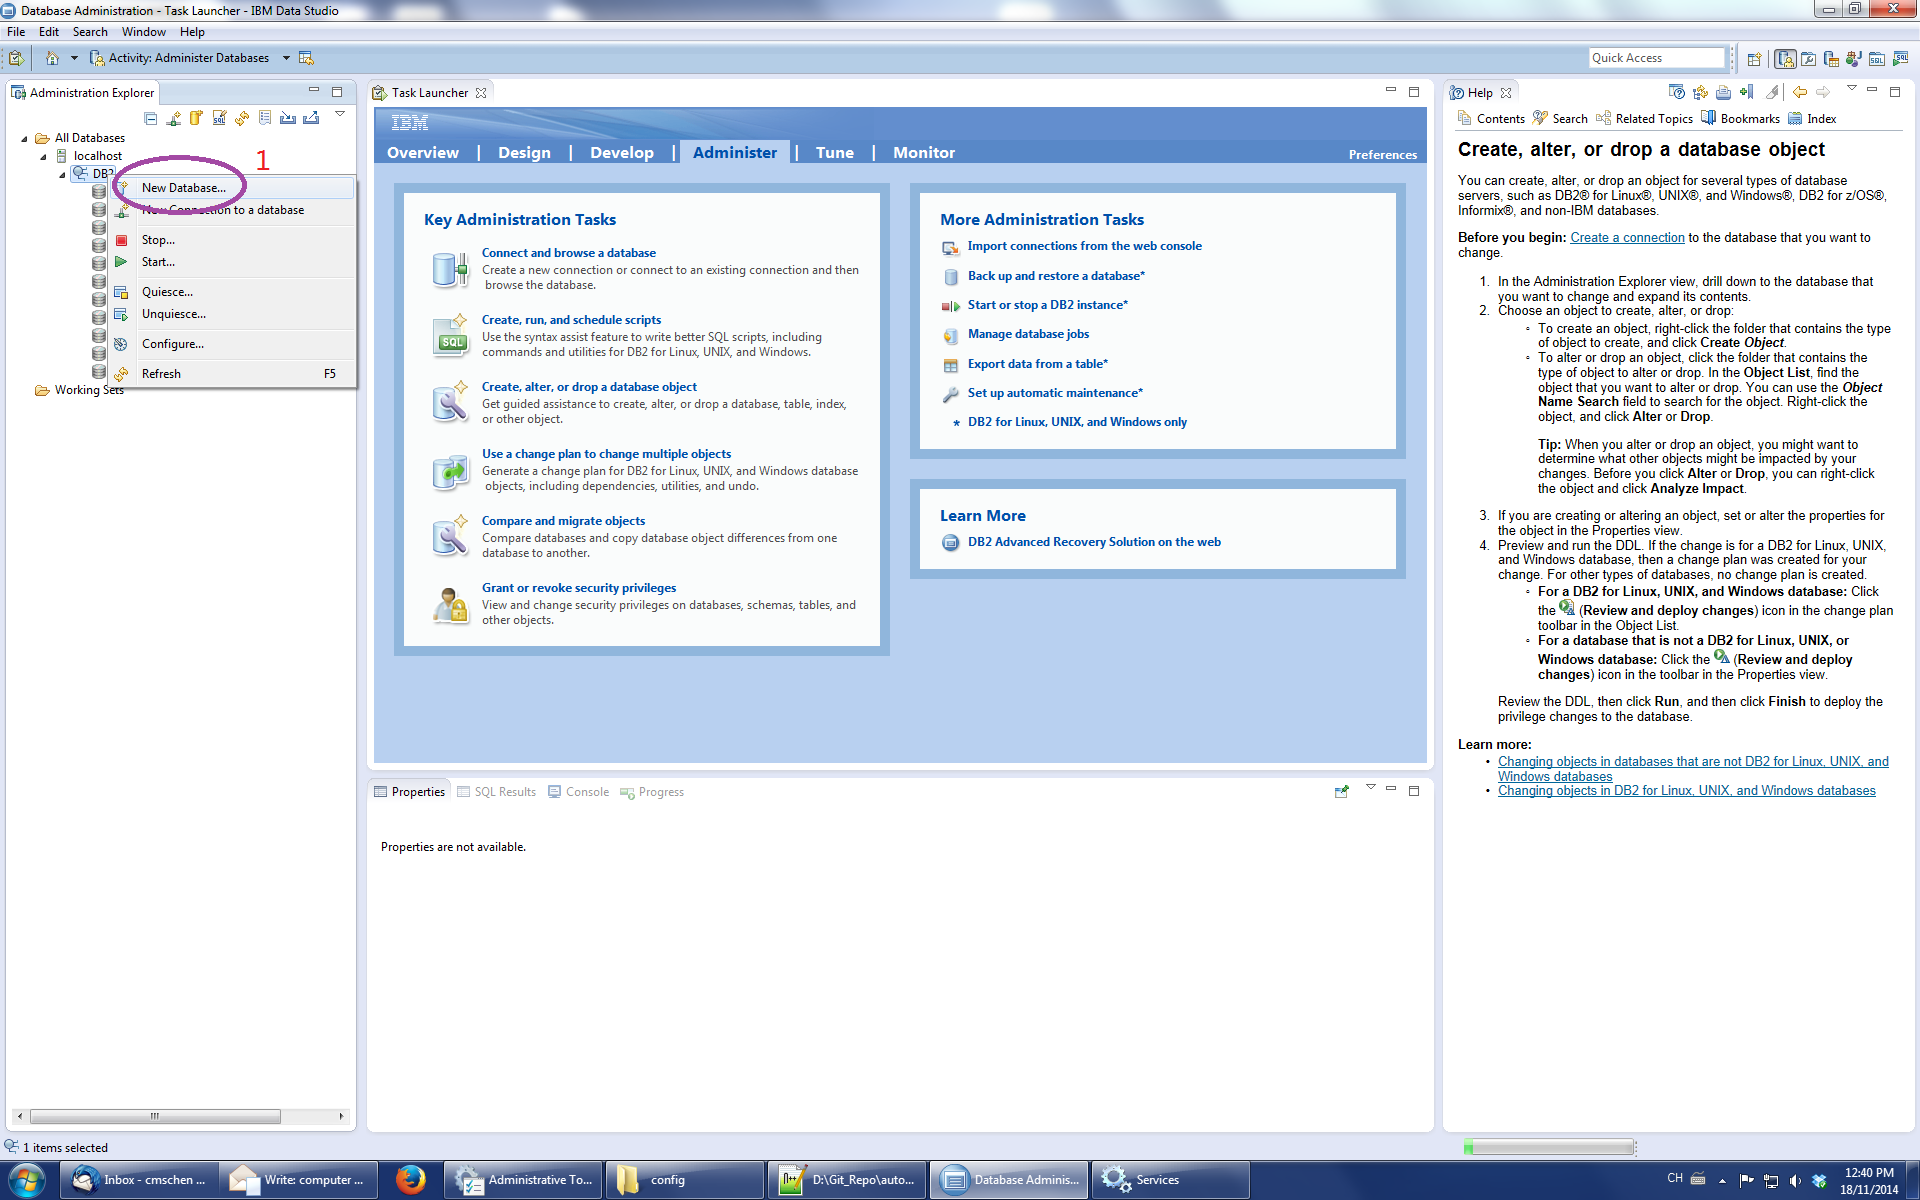 Database Administration - Task Launcher - IBM Data Studio
File Edit Search Window Help
Activity: Administer Databases
Quick Access
Administration Explorer
All Databases
localhost
DB2
1
New Database...
New Connection to a database
Stop...
Start...
Quiesce...
Unquiesce...
Configure...
Refresh F5
Working Sets
Task Launcher
IBM
Overview | Design | Develop | Administer | Tune | Monitor
Preferences
Key Administration Tasks
Connect and browse a database
Create a new connection or connect to an existing connection and then
browse the database.
Create, run, and schedule scripts
Use the syntax assist feature to write better SQL scripts, including
commands and utilities for DB2 for Linux, UNIX, and Windows.
SQL
Create, alter, or drop a database object
Get guided assistance to create, alter, or drop a database, table, index,
or other object.
Use a change plan to change multiple objects
Generate a change plan for DB2 for Linux, UNIX, and Windows database
objects, including dependencies, utilities, and undo.
Compare and migrate objects
Compare databases and copy database object differences from one
database to another.
Grant or revoke security privileges
View and change security privileges on databases, schemas, tables, and
other objects.
More Administration Tasks
Import connections from the web console
Back up and restore a database*
Start or stop a DB2 instance*
Manage database jobs
Export data from a table*
Set up automatic maintenance*
* DB2 for Linux, UNIX, and Windows only
Learn More
DB2 Advanced Recovery Solution on the web
Properties SQL Results Console Progress
Properties are not available.
Help
Contents Search Related Topics Bookmarks Index
Create, alter, or drop a database object
You can create, alter, or drop an object for several types of database
servers, such as DB2® for Linux®, UNIX®, and Windows®, DB2 for z/OS®,
Informix®, and non-IBM databases.
Before you begin: Create a connection to the database that you want to
change.
1. In the Administration Explorer view, drill down to the database that
you want to change and expand its contents.
2. Choose an object to create, alter, or drop:
◦ To create an object, right-click the folder that contains the type
of object to create, and click Create Object.
◦ To alter or drop an object, click the folder that contains the
type of object to alter or drop. In the Object List, find the
object that you want to alter or drop. You can use the Object
Name Search field to search for the object. Right-click the
object, and click Alter or Drop.
Tip: When you alter or drop an object, you might want to
determine what other objects might be impacted by your
changes. Before you click Alter or Drop, you can right-click
the object and click Analyze Impact.
3. If you are creating or altering an object, set or alter the properties for
the object in the Properties view.
4. Preview and run the DDL. If the change is for a DB2 for Linux, UNIX,
and Windows database, then a change plan was created for your
change. For other types of databases, no change plan is created.
◦ For a DB2 for Linux, UNIX, and Windows database: Click
the (Review and deploy changes) icon in the change plan
toolbar in the Object List.
◦ For a database that is not a DB2 for Linux, UNIX, or
Windows database: Click the (Review and deploy
changes) icon in the toolbar in the Properties view.
Review the DDL, then click Run, and then click Finish to deploy the
privilege changes to the database.
Learn more:
• Changing objects in databases that are not DB2 for Linux, UNIX, and
Windows databases
• Changing objects in DB2 for Linux, UNIX, and Windows databases
1 items selected
Inbox - cmschen
Write: computer ...
Administrative To...
config
D:\Git_Repo\auto...
Database Adminis...
Services
CH
12:40 PM
18/11/2014